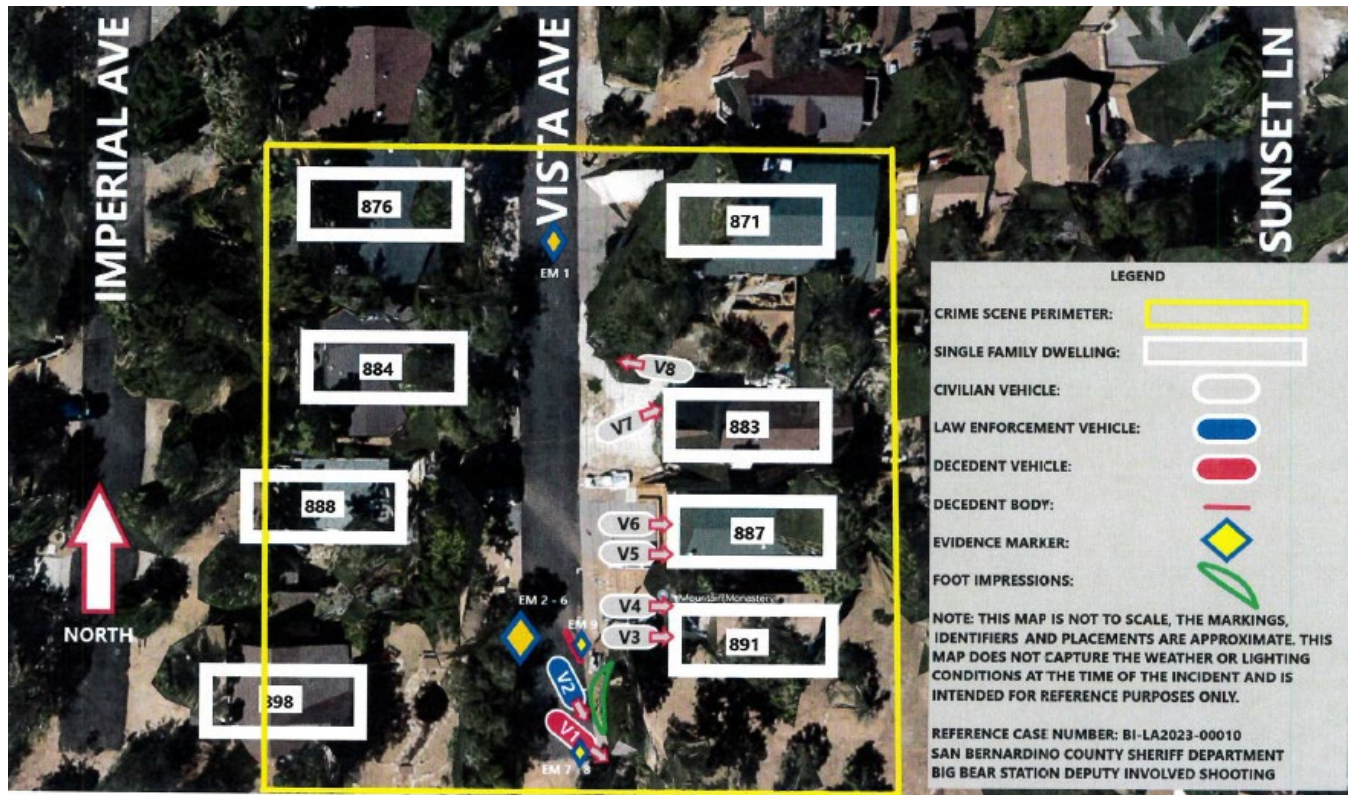 IMPERIAL AVE
VISTA AVE
SUNSET LN
876
871
EM 1
LEGEND
CRIME SCENE PERIMETER:
SINGLE FAMILY DWELLING:
CIVILIAN VEHICLE:
LAW ENFORCEMENT VEHICLE:
DECEDENT VEHICLE:
DECEDENT BODY:
EVIDENCE MARKER:
FOOT IMPRESSIONS:
NOTE: THIS MAP IS NOT TO SCALE, THE MARKINGS,
IDENTIFIERS AND PLACEMENTS ARE APPROXIMATE. THIS
MAP DOES NOT CAPTURE THE WEATHER OR LIGHTING
CONDITIONS AT THE TIME OF THE INCIDENT AND IS
INTENDED FOR REFERENCE PURPOSES ONLY.
REFERENCE CASE NUMBER: BI-LA2023-00010
SAN BERNARDINO COUNTY SHERIFF DEPARTMENT
BIG BEAR STATION DEPUTY INVOLVED SHOOTING
884
V8
V7
883
888
V6
887
V5
NORTH
EM 2 - 6
Mountain Monastery
V4
EM 9
V3
891
898
V2
V1
EM 7 - 8